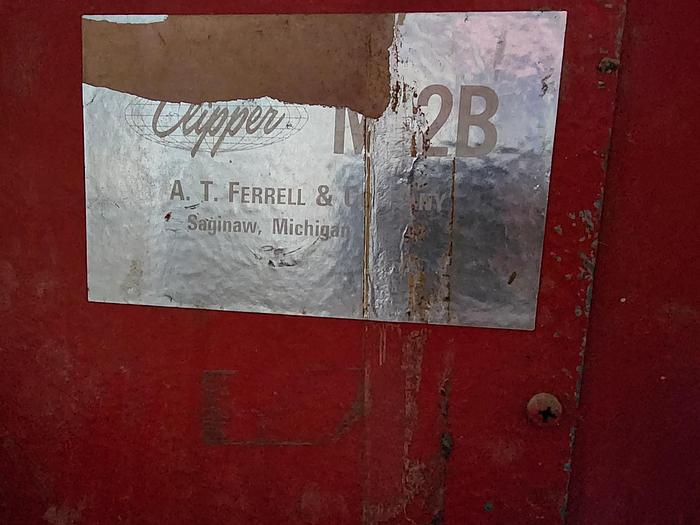 Clipper
2B
A. T. FERRELL &
Saginaw, Michigan